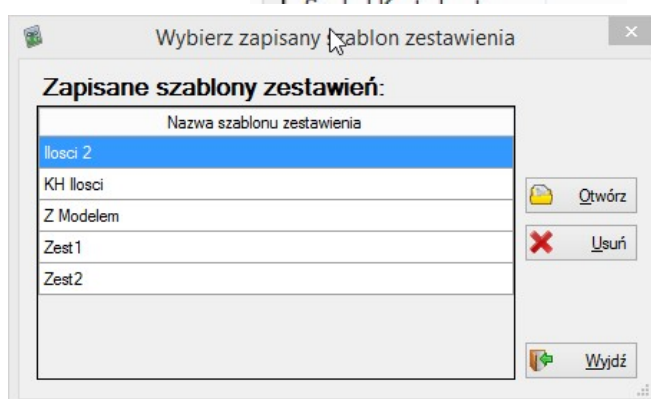 Wybierz zapisany szablon zestawienia
Zapisane szablony zestawień:
Nazwa szablonu zestawienia
Ilosci 2
KH Ilosci
Z Modelem
Zest1
Zest2
Otwórz
Usuń
Wyjdź